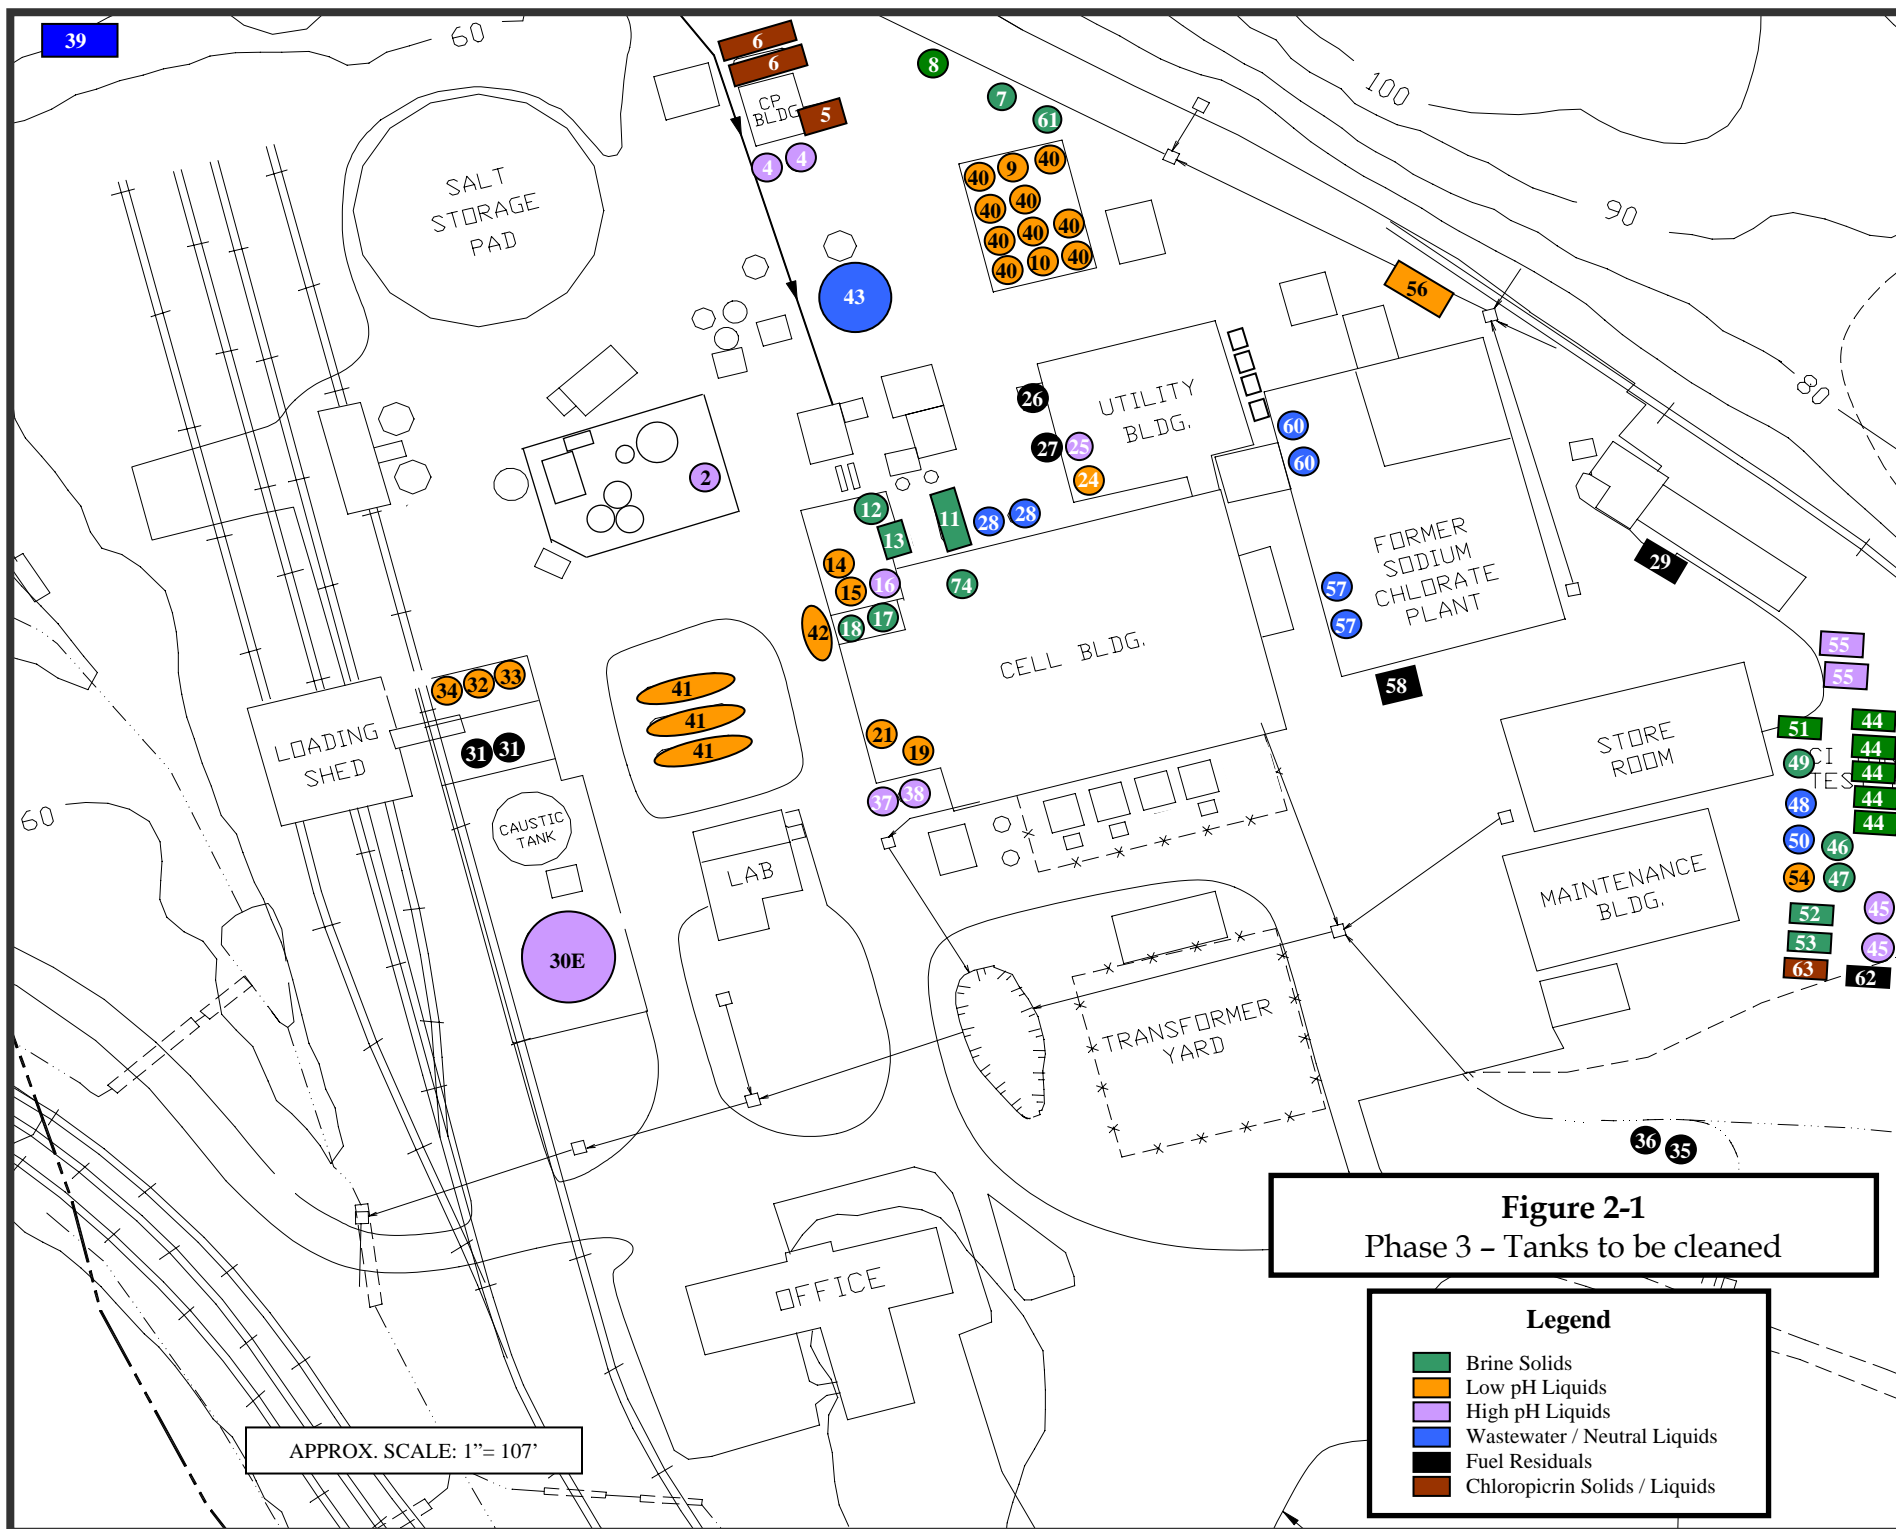 39
60
6
6
CP
BLDG
5
4
4
8
7
61
100
90
80
SALT
STORAGE
PAD
40
9
40
40
40
40
40
40
40
10
40
43
56
26
UTILITY
BLDG.
27
25
24
60
60
2
12
11
28
28
13
14
15
16
74
FORMER
SODIUM
CHLORATE
PLANT
29
57
57
42
18
17
CELL BLDG.
55
55
58
34
32
33
41
41
41
31
31
LOADING
SHED
21
19
37
38
STORE
ROOM
51
44
44
44
44
44
49
CI
TES
48
50
46
54
47
52
45
53
45
63
62
60
CAUSTIC
TANK
LAB
MAINTENANCE
BLDG.
30E
TRANSFORMER
YARD
36
35
OFFICE
Figure 2-1
Phase 3 – Tanks to be cleaned
Legend
Brine Solids
Low pH Liquids
High pH Liquids
Wastewater / Neutral Liquids
Fuel Residuals
Chloropicrin Solids / Liquids
APPROX. SCALE: 1”= 107’